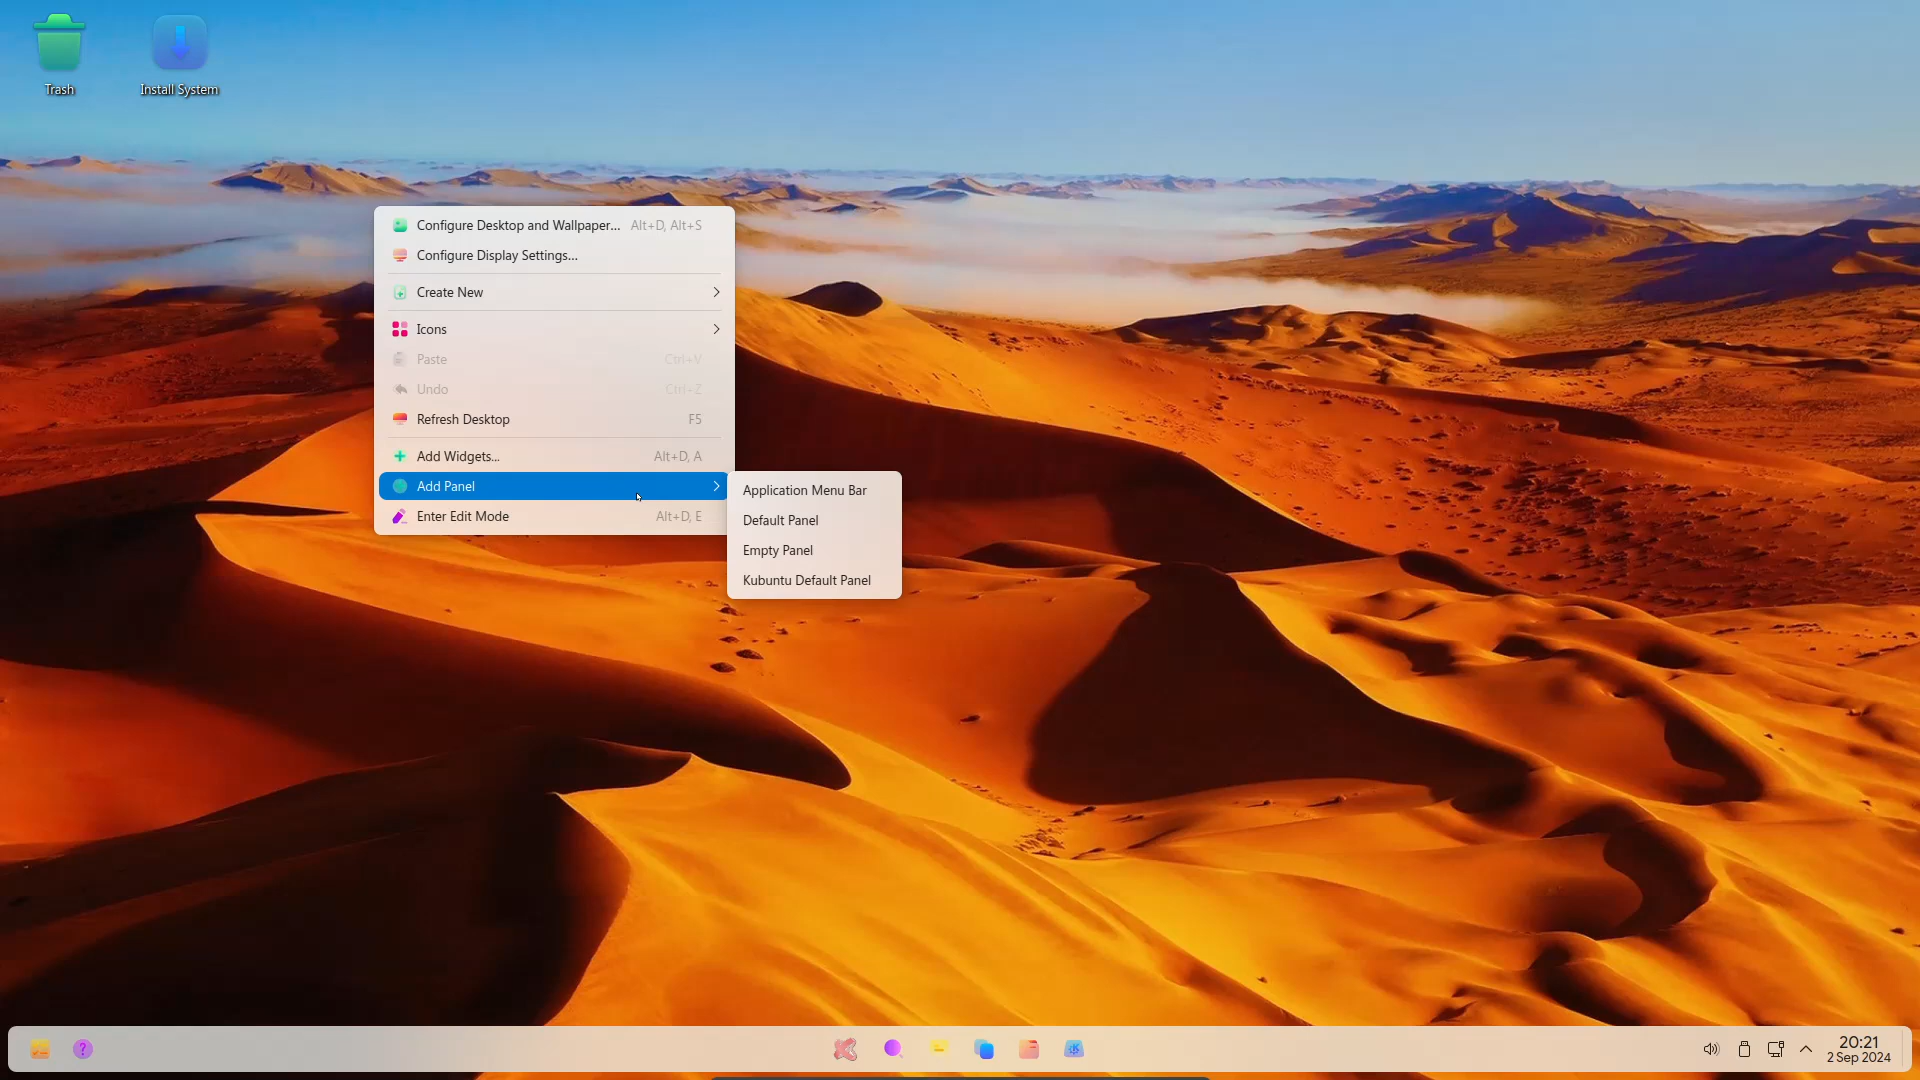 Trash
Install System
Configure Desktop and Wallpaper... Alt+D, Alt+S
Configure Display Settings...
Create New
Icons
Paste Ctrl+V
Undo Ctrl+Z
Refresh Desktop F5
Add Widgets... Alt+D, A
Add Panel
Enter Edit Mode Alt+D, E
Application Menu Bar
Default Panel
Empty Panel
Kubuntu Default Panel
?
20:21
2 Sep 2024